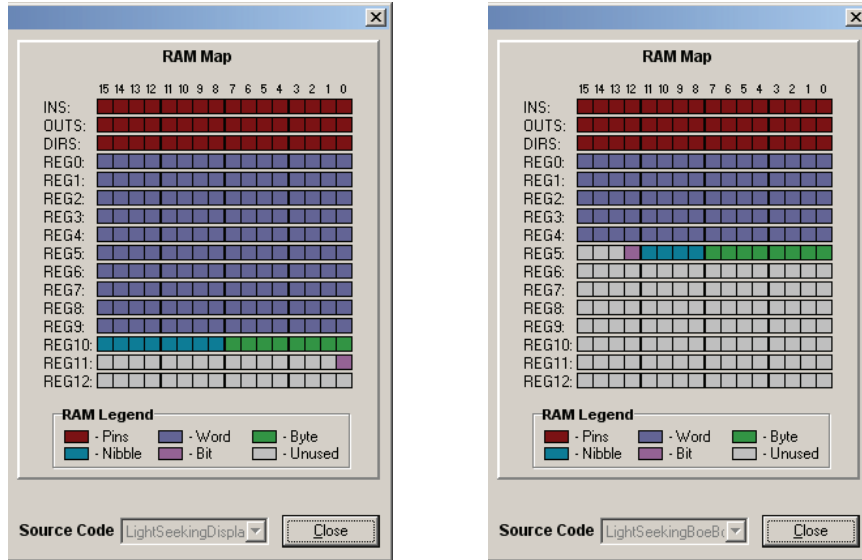 RAM Map
15 14 13 12 11 10 9 8 7 6 5 4 3 2 1 0
INS:
OUTS:
DIRS:
REG0:
REG1:
REG2:
REG3:
REG4:
REG5:
REG6:
REG7:
REG8:
REG9:
REG10:
REG11:
REG12:
RAM Legend
- Pins - Word - Byte
- Nibble - Bit - Unused
Source Code LightSeekingDispla Close
RAM Map
15 14 13 12 11 10 9 8 7 6 5 4 3 2 1 0
INS:
OUTS:
DIRS:
REG0:
REG1:
REG2:
REG3:
REG4:
REG5:
REG6:
REG7:
REG8:
REG9:
REG10:
REG11:
REG12:
RAM Legend
- Pins - Word - Byte
- Nibble - Bit - Unused
Source Code LightSeekingBoeBo Close